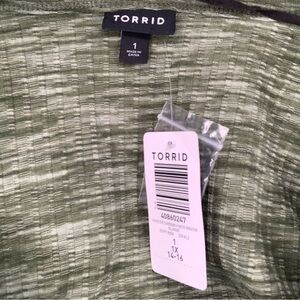 TORRID
1
MADE IN
CHINA
TORRID
40860247
1
1X
14-16